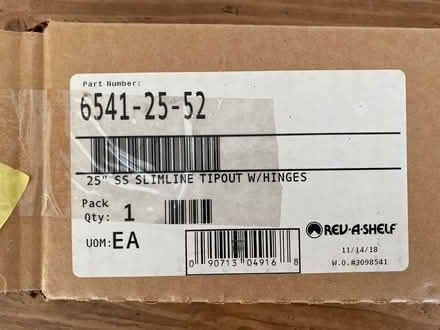 Part Number:
6541-25-52
25" SS SLIMLINE TIPOUT W/HINGES
Pack
Qty: 1
UOM: EA
REV-A-SHELF
0 90713 04916 8
11/14/18
W.O.#3098541